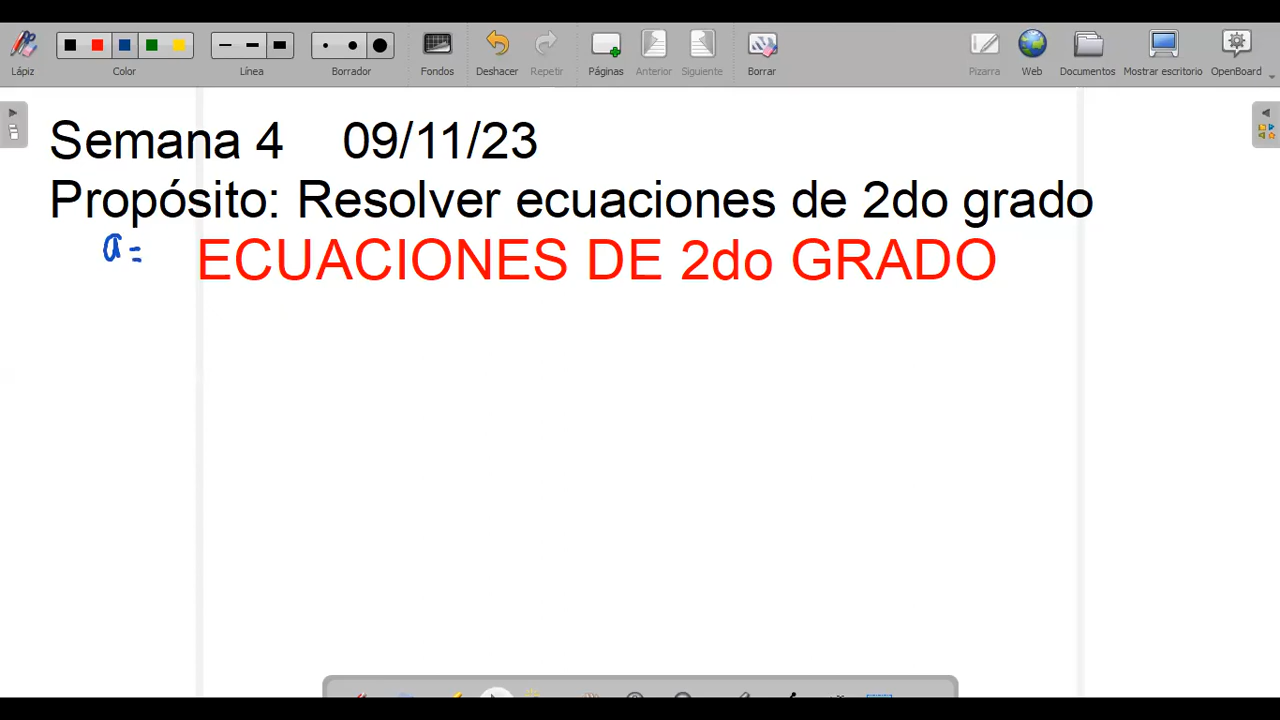 Lápiz Color Línea Borrador Fondos Deshacer Repetir Páginas Anterior Siguiente Borrar Pizarra Web Documentos Mostrar escritorio OpenBoard
Semana 4 09/11/23
Propósito: Resolver ecuaciones de 2do grado
a=
ECUACIONES DE 2do GRADO